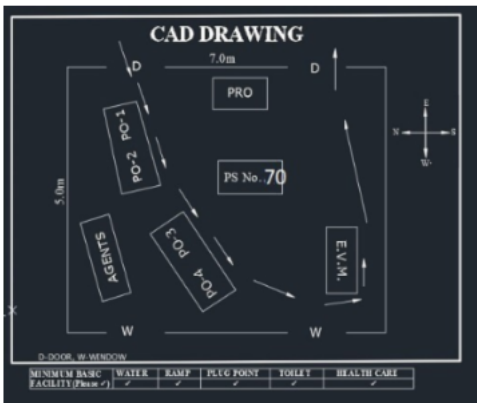 CAD DRAWING
7.0m
D
D
PRO
PO-2 PO-1
E
N
S
W
PS No..70
5.0m
AGENTS
PO-4 PO-3
E.V.M.
W
W
D-DOOR, W-WINDOW
MINIMUM BASIC WATER RAMP PLUG POINT TOILET HEALTH CARE
FACILITY(Please ✓) ✓ ✓ ✓ ✓ ✓